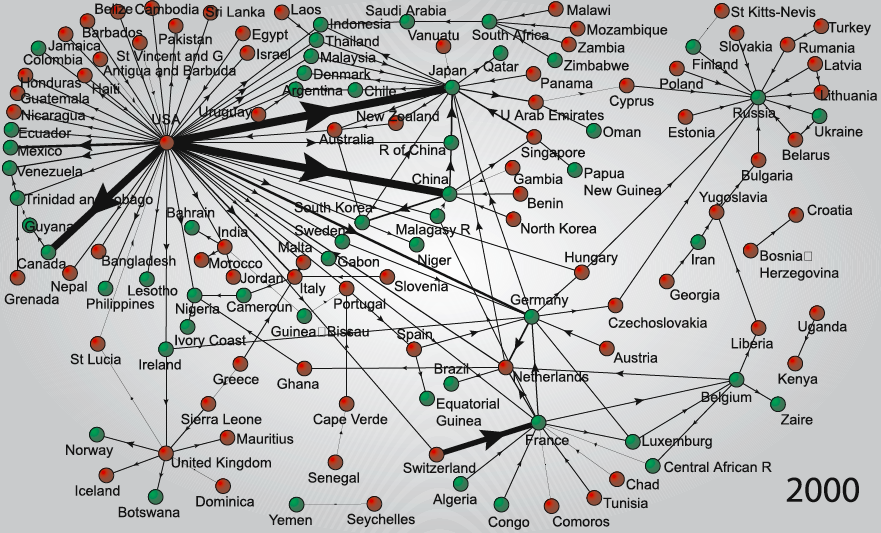 Belize
Cambodia
Sri Lanka
Laos
Saudi Arabia
Malawi
St Kitts-Nevis
Barbados
Pakistan
Egypt
Indonesia
Vanuatu
South Africa
Mozambique
Turkey
Jamaica
Colombia
St Vincent and G
Israel
Thailand
Zambia
Slovakia
Rumania
Antigua and Barbuda
Malaysia
Japan
Qatar
Zimbabwe
Finland
Latvia
Honduras
Haiti
Denmark
Panama
Poland
Guatemala
Argentina
Chile
Cyprus
Lithuania
Nicaragua
USA
Uruguay
New Zealand
U Arab Emirates
Russia
Ecuador
Australia
Oman
Estonia
Ukraine
Mexico
R of China
Singapore
Belarus
Venezuela
China
Gambia
Papua
New Guinea
Bulgaria
Trinidad and Tobago
Bahrain
South Korea
Benin
Yugoslavia
Guyana
India
Sweden
Malagasy R
North Korea
Croatia
Canada
Bangladesh
Malta
Gabon
Niger
Hungary
Iran
Bosnia□
Herzegovina
Grenada
Nepal
Philippines
Lesotho
Morocco
Jordan
Italy
Slovenia
Georgia
Nigeria
Cameroun
Portugal
Germany
Czechoslovakia
Guinea□Bissau
Uganda
Ivory Coast
Spain
Liberia
St Lucia
Ireland
Austria
Greece
Ghana
Brazil
Netherlands
Kenya
Equatorial
Guinea
Belgium
Zaire
Sierra Leone
Cape Verde
France
Norway
Mauritius
Luxemburg
United Kingdom
Switzerland
Central African R
Iceland
Senegal
Chad
Dominica
Algeria
Tunisia
2000
Botswana
Yemen
Seychelles
Congo
Comoros